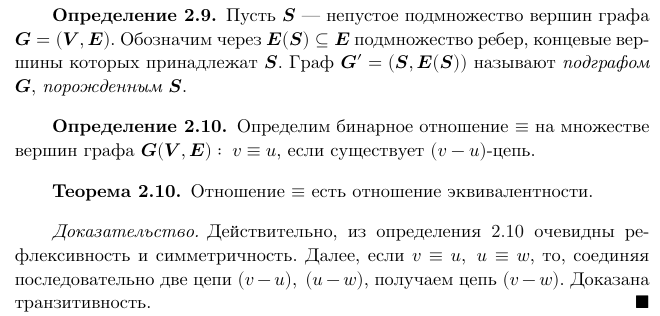 Определение 2.9. Пусть S — непустое подмножество вершин графа
G = (V, E). Обозначим через E(S) ⊆ E подмножество ребер, концевые вер-
шины которых принадлежат S. Граф G′ = (S, E(S)) называют подграфом
G, порожденным S.
Определение 2.10. Определим бинарное отношение ≡ на множестве
вершин графа G(V, E) : v ≡ u, если существует (v − u)-цепь.
Теорема 2.10. Отношение ≡ есть отношение эквивалентности.
Доказательство. Действительно, из определения 2.10 очевидны ре-
флексивность и симметричность. Далее, если v ≡ u, u ≡ w, то, соединяя
последовательно две цепи (v − u), (u − w), получаем цепь (v − w). Доказана
транзитивность. ■